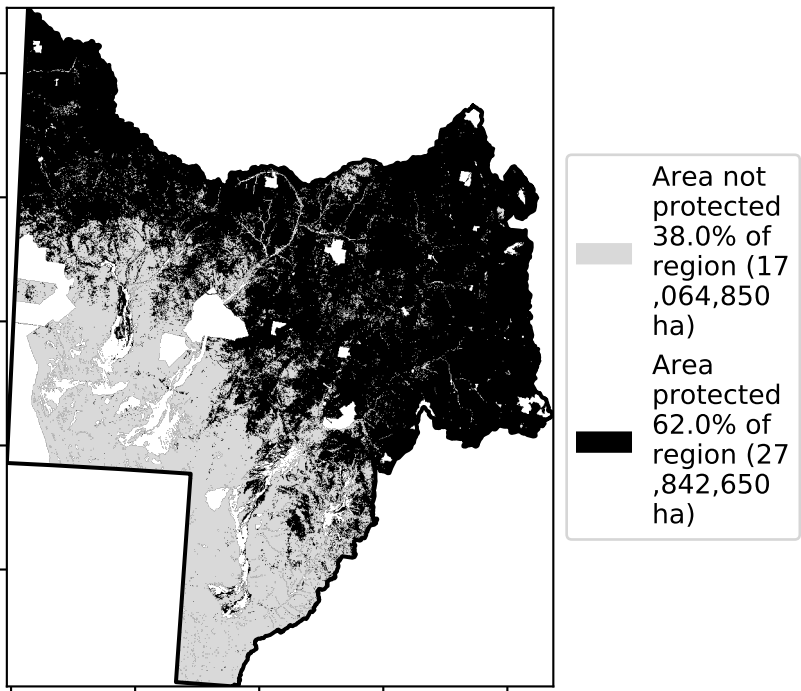 Area not
protected
38.0% of
region (17
,064,850
ha)
Area
protected
62.0% of
region (27
,842,650
ha)